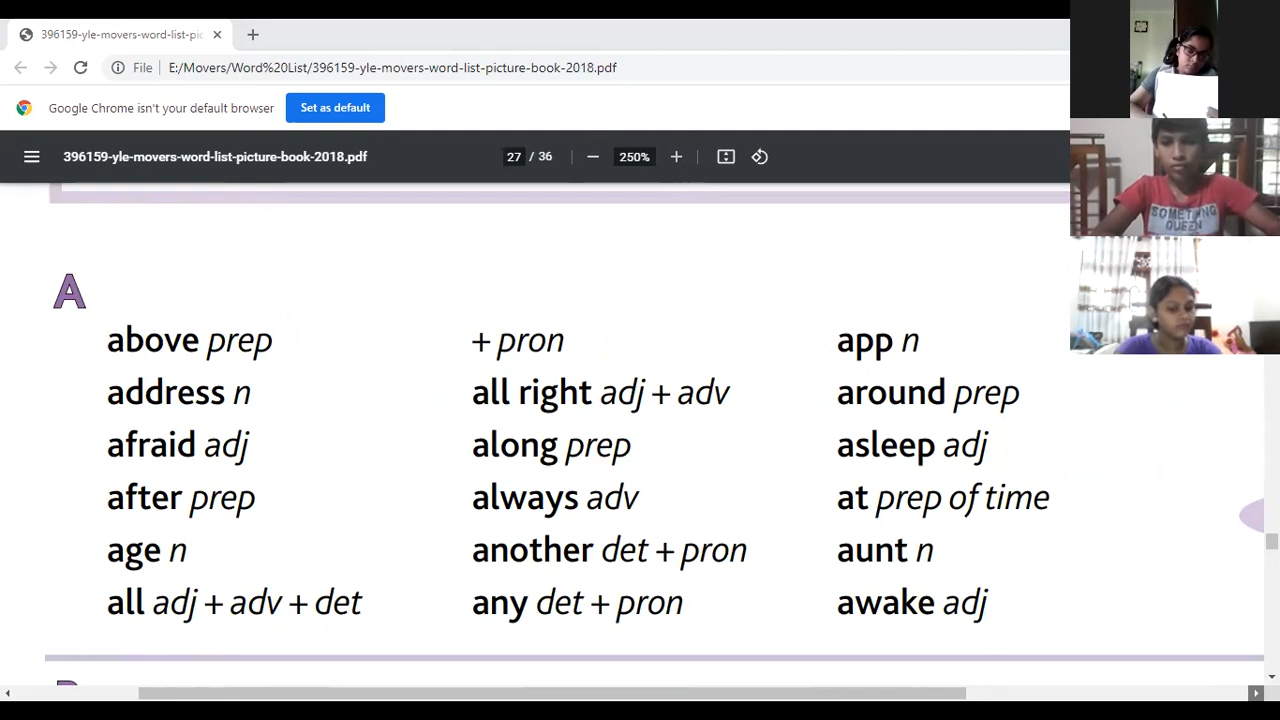 396159-yle-movers-word-list-pic
File
E:/Movers/Word%20List/396159-yle-movers-word-list-picture-book-2018.pdf
Google Chrome isn't your default browser
Set as default
396159-yle-movers-word-list-picture-book-2018.pdf
27 / 36
250%
A
above prep
address n
afraid adj
after prep
age n
all adj + adv + det
+ pron
all right adj + adv
along prep
always adv
another det + pron
any det + pron
app n
around prep
asleep adj
at prep of time
aunt n
awake adj
SOMETHING
QUEEN